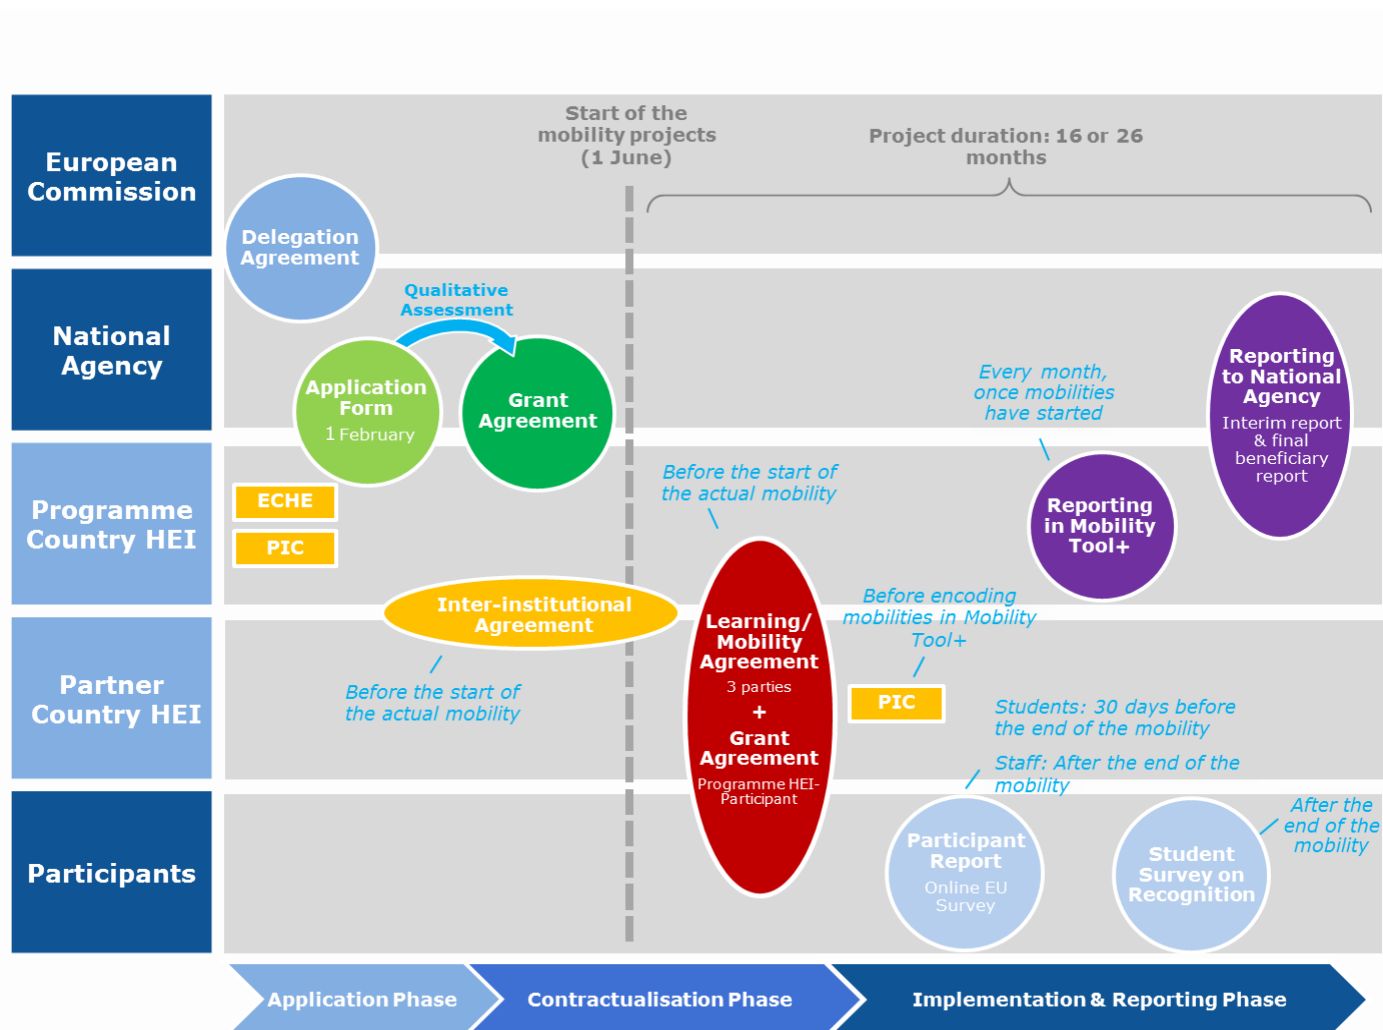 Start of the
mobility projects
(1 June)
Project duration: 16 or 26
months
European
Commission
Delegation
Agreement
National
Agency
Qualitative
Assessment
Application
Form
1 February
Grant
Agreement
Every month,
once mobilities
have started
Reporting
to National
Agency
Interim report
& final
beneficiary
report
Programme
Country HEI
ECHE
PIC
Before the start of
the actual mobility
Reporting
in Mobility
Tool+
Inter-institutional
Agreement
Before the start of
the actual mobility
Learning/
Mobility
Agreement
3 parties
+
Grant
Agreement
Programme HEI-
Participant
Before encoding
mobilities in Mobility
Tool+
PIC
Partner
Country HEI
Students: 30 days before
the end of the mobility
Staff: After the end of the
mobility
Participants
Participant
Report
Online EU
Survey
Student
Survey on
Recognition
After the
end of the
mobility
Application Phase
Contractualisation Phase
Implementation & Reporting Phase